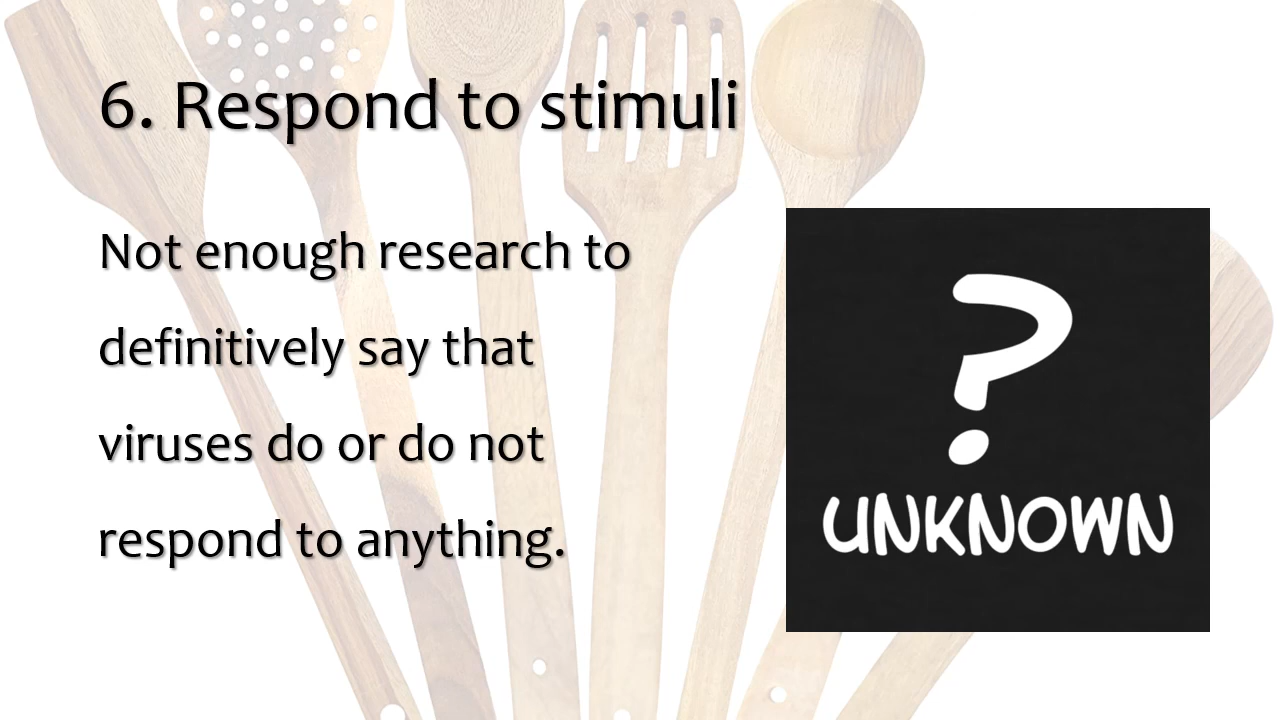 6. Respond to stimuli
Not enough research to
definitively say that
viruses do or do not
respond to anything.
?
UNKNOWN